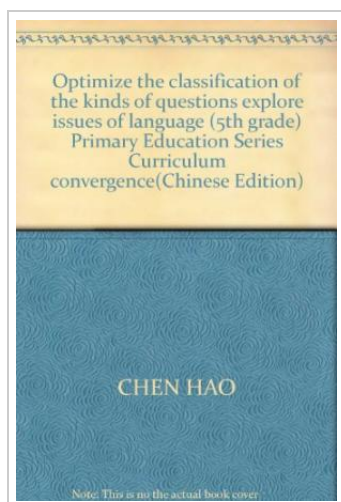 Optimize the classification of
the kinds of questions explore
issues of language (5th grade)
Primary Education Series
Curriculum
convergence(Chinese Edition)
CHEN HAO
Note: This is no the actual book cover